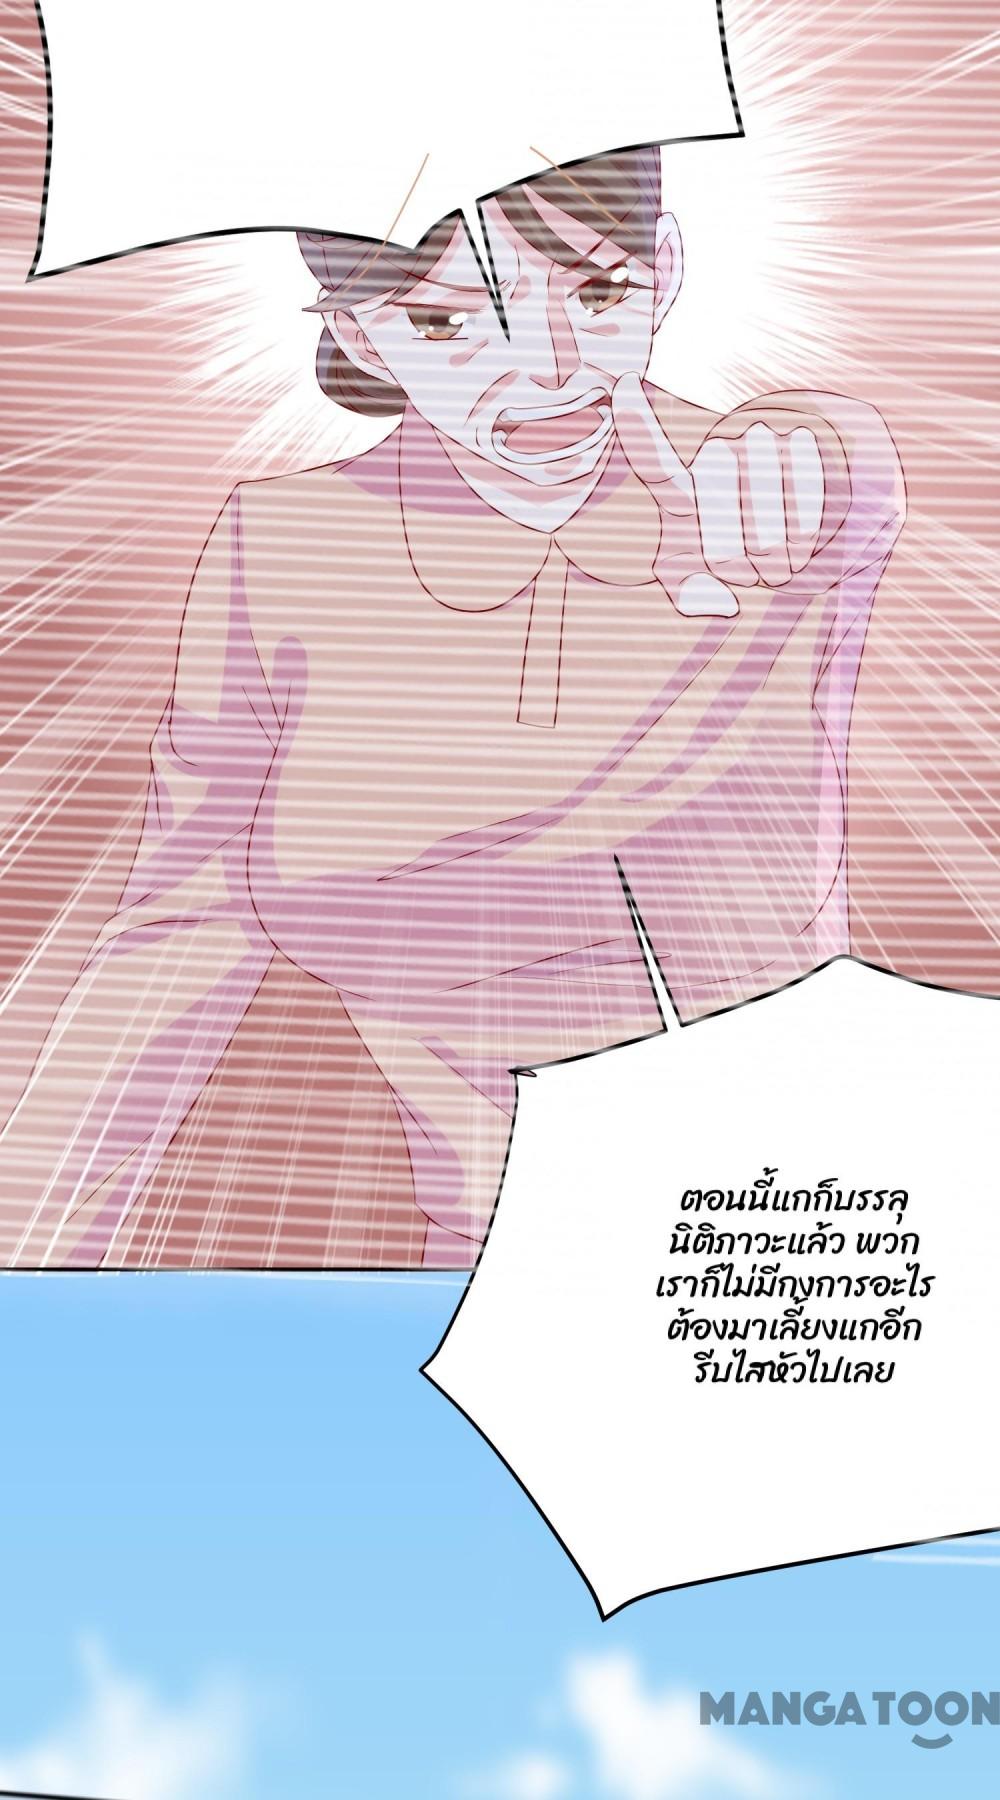 ตอนนี้แกก็บรรลุ
นิติภาวะแล้ว พวก
เราก็ไม่มีกงการอะไร
ต้องมาเลี้ยงแกอีก
รีบไสหัวไปเลย
MANGATOON